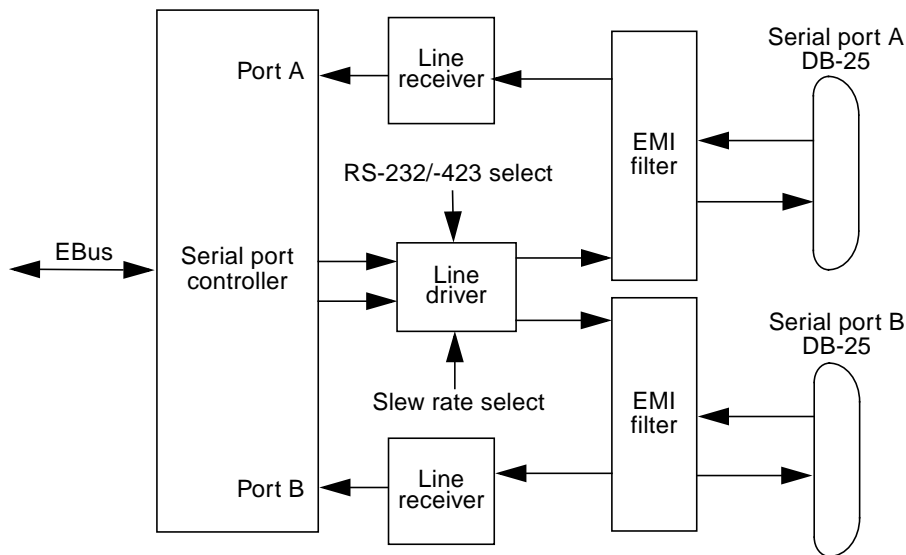 Serial port A
DB-25
Line
receiver
Port A
EMI
filter
RS-232/-423 select
EBus
Serial port
controller
Line
driver
Serial port B
DB-25
Slew rate select
EMI
filter
Port B
Line
receiver